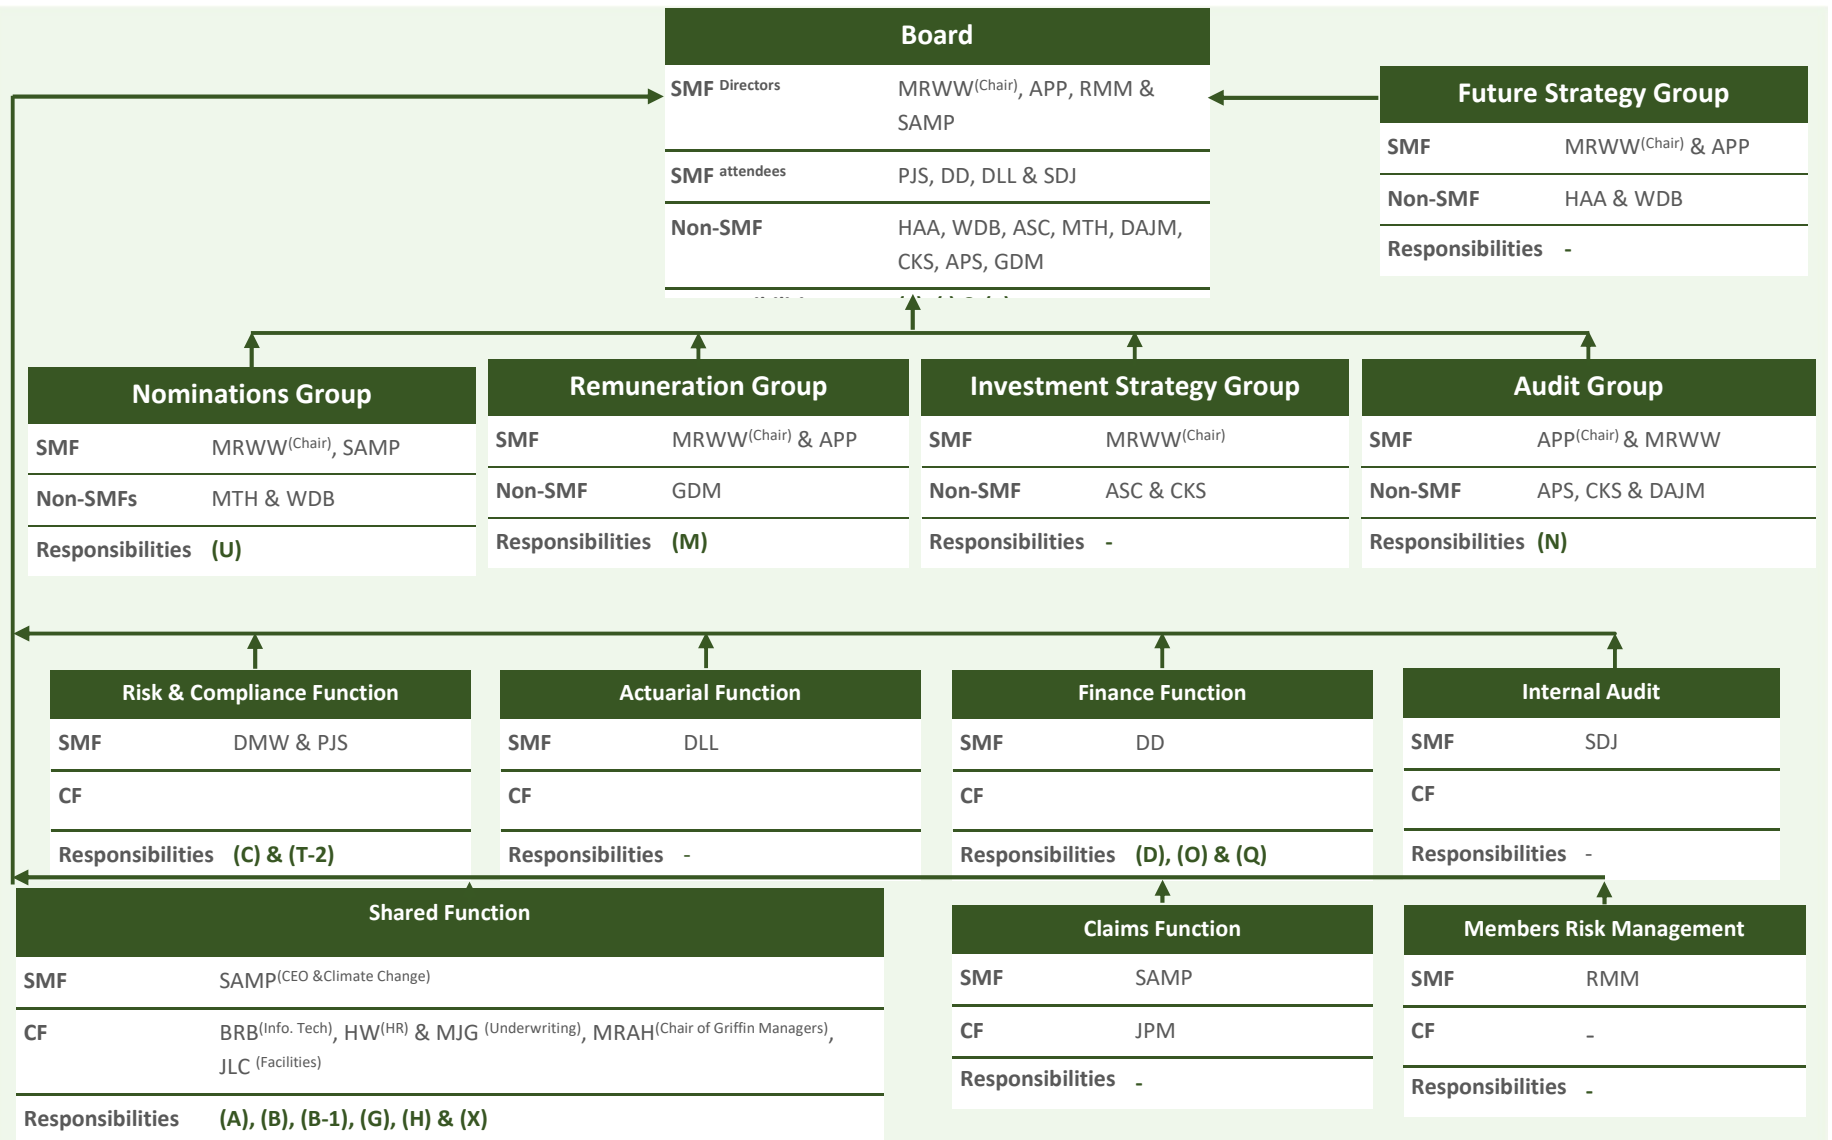 Board
SMF Directors MRWW(Chair), APP, RMM &
SAMP
SMF attendees PJS, DD, DLL & SDJ
Non-SMF HAA, WDB, ASC, MTH, DAJM,
CKS, APS, GDM
Future Strategy Group
SMF MRWW(Chair) & APP
Non-SMF HAA & WDB
Responsibilities -
Nominations Group
SMF MRWW(Chair), SAMP
Non-SMFs MTH & WDB
Responsibilities (U)
Remuneration Group
SMF MRWW(Chair) & APP
Non-SMF GDM
Responsibilities (M)
Investment Strategy Group
SMF MRWW(Chair)
Non-SMF ASC & CKS
Responsibilities -
Audit Group
SMF APP(Chair) & MRWW
Non-SMF APS, CKS & DAJM
Responsibilities (N)
Risk & Compliance Function
SMF DMW & PJS
CF
Responsibilities (C) & (T-2)
Actuarial Function
SMF DLL
CF
Responsibilities -
Finance Function
SMF DD
CF
Responsibilities (D), (O) & (Q)
Internal Audit
SMF SDJ
CF
Responsibilities -
Shared Function
SMF SAMP(CEO &Climate Change)
CF BRB(Info. Tech), HW(HR) & MJG (Underwriting), MRAH(Chair of Griffin Managers),
JLC (Facilities)
Responsibilities (A), (B), (B-1), (G), (H) & (X)
Claims Function
SMF SAMP
CF JPM
Responsibilities -
Members Risk Management
SMF RMM
CF -
Responsibilities -